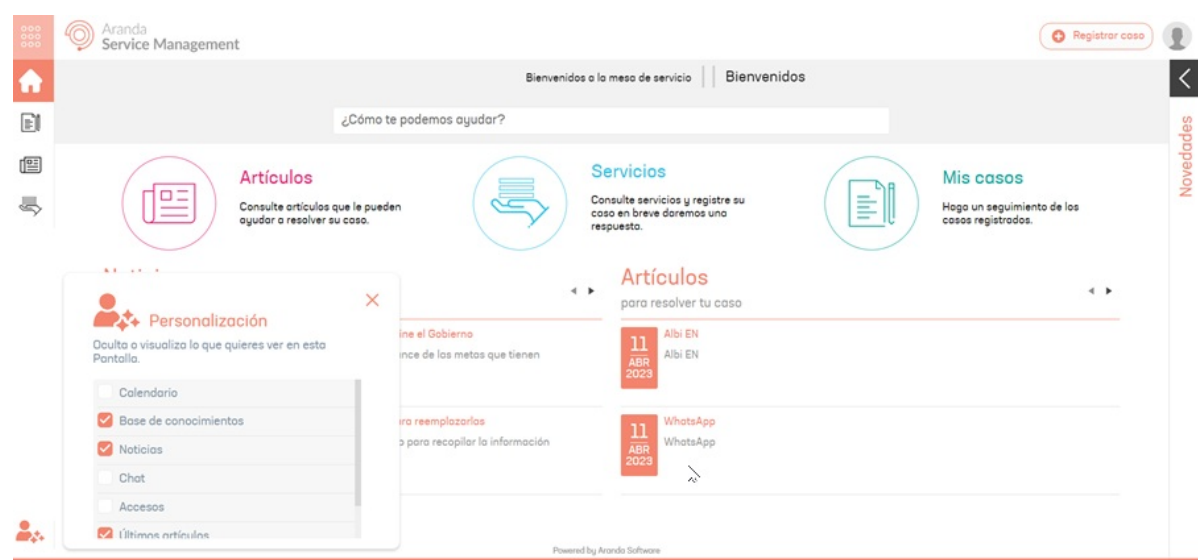 Aranda
Service Management
Registrar caso
Bienvenidos a la mesa de servicio
Bienvenidos
¿Cómo te podemos ayudar?
Novedades
Artículos
Consulte artículos que le pueden
ayudar a resolver su caso.
Servicios
Consulte servicios y registre su
caso en breve daremos una
respuesta.
Mis casos
Haga un seguimiento de los
casos registrados.
Personalización
Oculta o visualiza lo que quieres ver en esta
Pantalla.
Calendario
Base de conocimientos
Noticias
Chat
Accesos
Últimos artículos
ine el Gobierno
nce de las metas que tienen
ra reemplazarlas
o para recopilar la información
Artículos
para resolver tu caso
11
ABR
2023
Albi EN
Albi EN
11
ABR
2023
WhatsApp
WhatsApp
Powered by Aranda Software